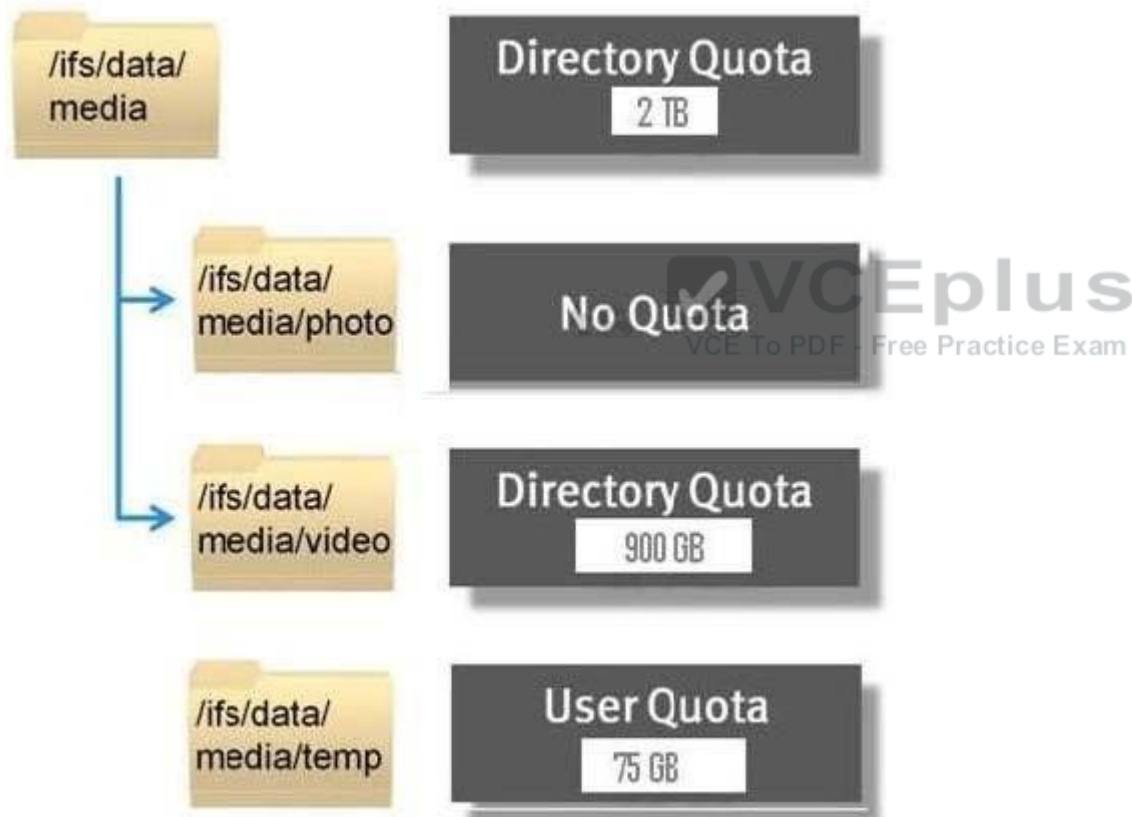 /ifs/data/
media
Directory Quota
2 TB
/ifs/data/
media/photo
No Quota
VCEplus
VCE To PDF - Free Practice Exam
/ifs/data/
media/video
Directory Quota
900 GB
/ifs/data/
media/temp
User Quota
75 GB